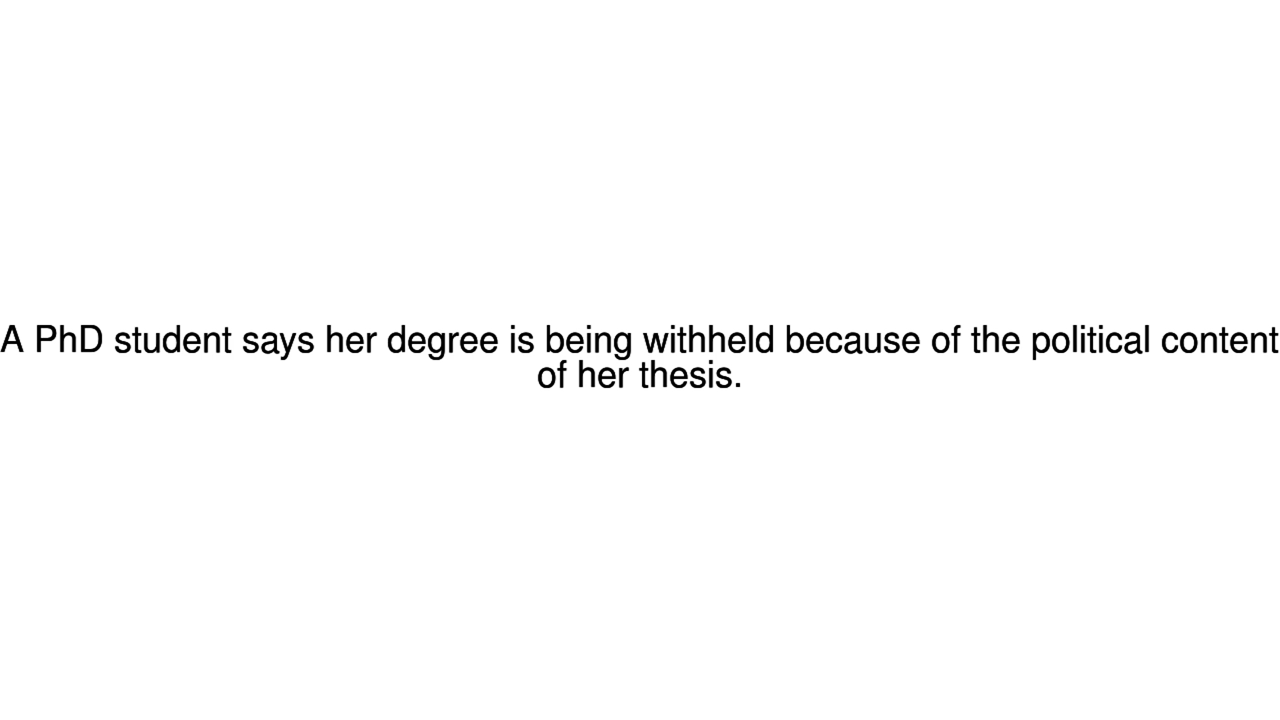 A PhD student says her degree is being withheld because of the political content
of her thesis.